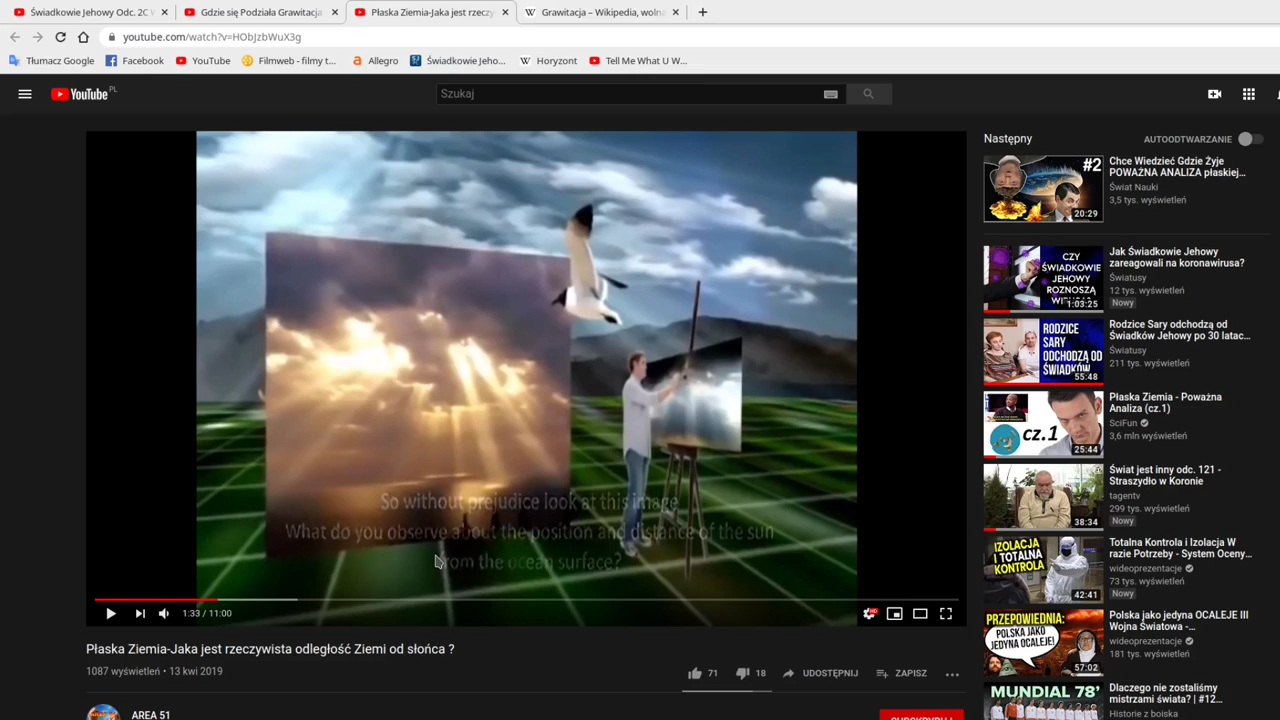 Świadkowie Jehowy Odc. 2C W
Gdzie się Podziała Grawitacja
Płaska Ziemia-Jaka jest rzeczy
Grawitacja – Wikipedia, wolna
youtube.com/watch?v=HObJzbWuX3g
Tłumacz Google
Facebook
YouTube
Filmweb - filmy t...
Allegro
Świadkowie Jeho...
Horyzont
Tell Me What U W...
YouTube PL
Szukaj
So without prejudice look at this image
What do you observe about the position and distance of the sun
from the ocean surface?
1:33 / 11:00
HD
Płaska Ziemia-Jaka jest rzeczywista odległość Ziemi od słońca ?
1087 wyświetleń • 13 kwi 2019
71
18
UDOSTĘPNIJ
ZAPISZ
AREA 51
SUBSKRYBUJ
Następny
AUTOODTWARZANIE
#2
20:29
Chce Wiedzieć Gdzie Żyje
POWAŻNA ANALIZA płaskiej...
Świat Nauki
3,5 tys. wyświetleń
CZY
ŚWIADKOWIE
JEHOWY
ROZNOSZĄ
1:03:25
Jak Świadkowie Jehowy
zareagowali na koronawirusa?
Światusy
12 tys. wyświetleń
Nowy
RODZICE
SARY
ODCHODZĄ
OD
ŚWIADKÓW
55:48
Rodzice Sary odchodzą od
Świadków Jehowy po 30 latac...
Światusy
211 tys. wyświetleń
cz.1
25:44
Płaska Ziemia - Poważna
Analiza (cz.1)
SciFun
3,6 mln wyświetleń
38:34
Świat jest inny odc. 121 -
Straszydło w Koronie
tagentv
299 tys. wyświetleń
Nowy
IZOLACJA
I TOTALNA
KONTROLA
42:41
Totalna Kontrola i Izolacja W
razie Potrzeby - System Oceny...
wideoprezentacje
73 tys. wyświetleń
Nowy
PRZEPOWIEDNIA:
POLSKA JAKO
JEDYNA OCALEJE!
57:02
Polska jako jedyna OCALEJE III
Wojna Światowa -...
wideoprezentacje
181 tys. wyświetleń
MUNDIAL 78'
Dlaczego nie zostaliśmy
mistrzami świata? | #12...
Historie z boiska